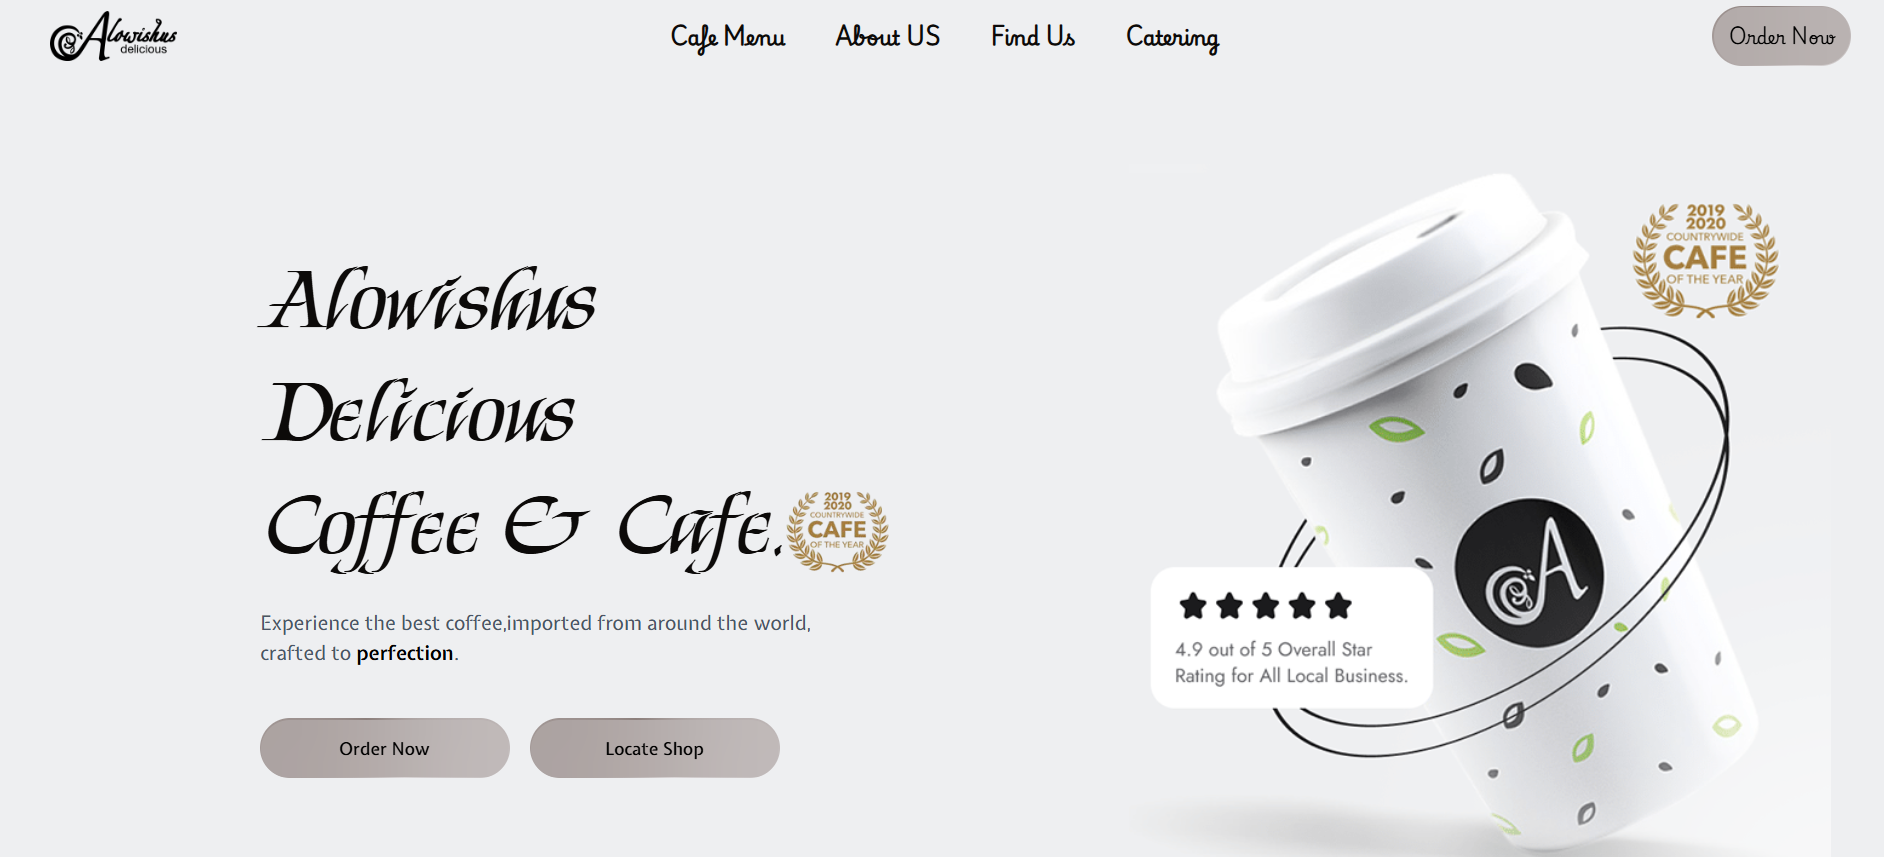 Alowishus
delicious
Cafe Menu
About US
Find Us
Catering
Order Now
Alowishus
Delicious
Coffee & Cafe.
2019
2020
COUNTRYWIDE
CAFE
OF THE YEAR
Experience the best coffee,imported from around the world,
crafted to perfection.
Order Now
Locate Shop
2019
2020
COUNTRYWIDE
CAFE
OF THE YEAR
A
4.9 out of 5 Overall Star
Rating for All Local Business.